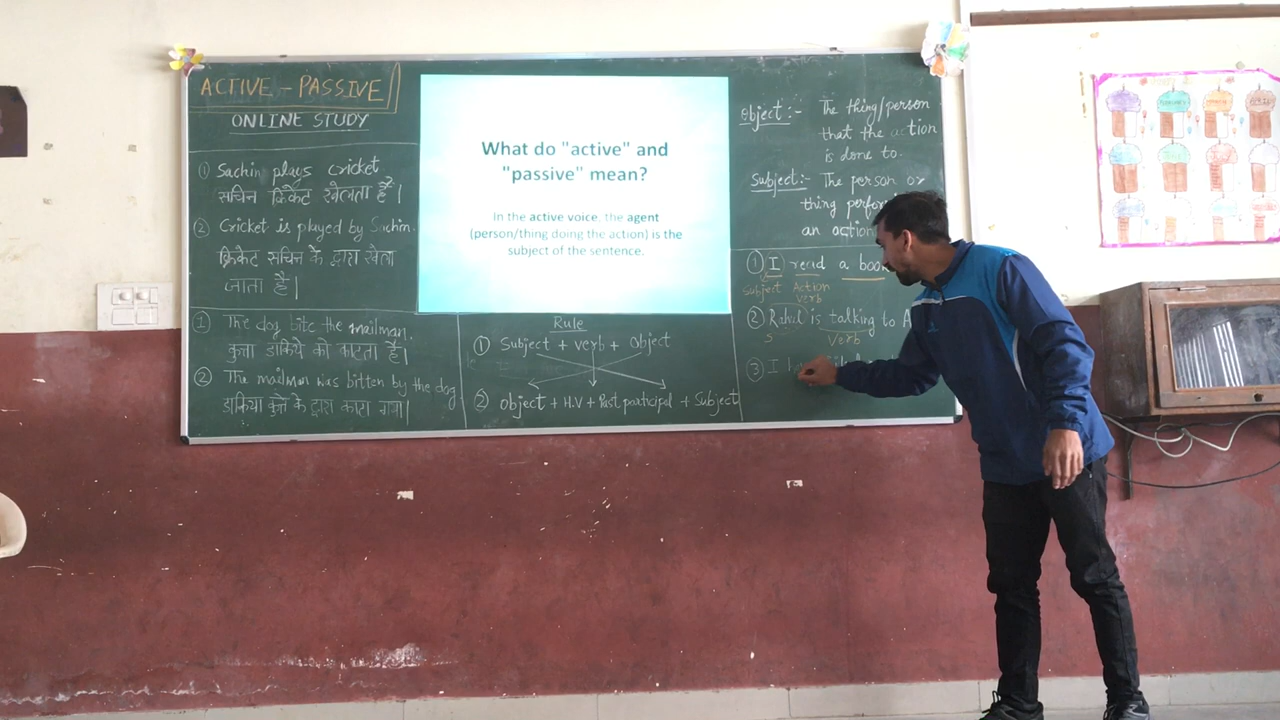 ACTIVE - PASSIVE
ONLINE STUDY
① Sachin plays cricket
सचिन क्रिकेट खेलता है।
② Cricket is played by Sachin.
क्रिकेट सचिन के द्वारा खेला
जाता है।
① The dog bite the mailman.
कुत्ता डाकिये को काटता है।
② The mailman was bitten by the dog
डाकिया कुत्ते के द्वारा काटा गया।
What do "active" and
"passive" mean?
In the active voice, the agent
(person/thing doing the action) is the
subject of the sentence.
Rule
① Subject + verb + Object
② Object + H.V + Past participal + Subject
Object :- The thing/person
that the action
is done to.
Subject:- The person or
thing
an action
① I read a book
Subject Action
verb
② Rahul is talking to A
S Verb
③ I